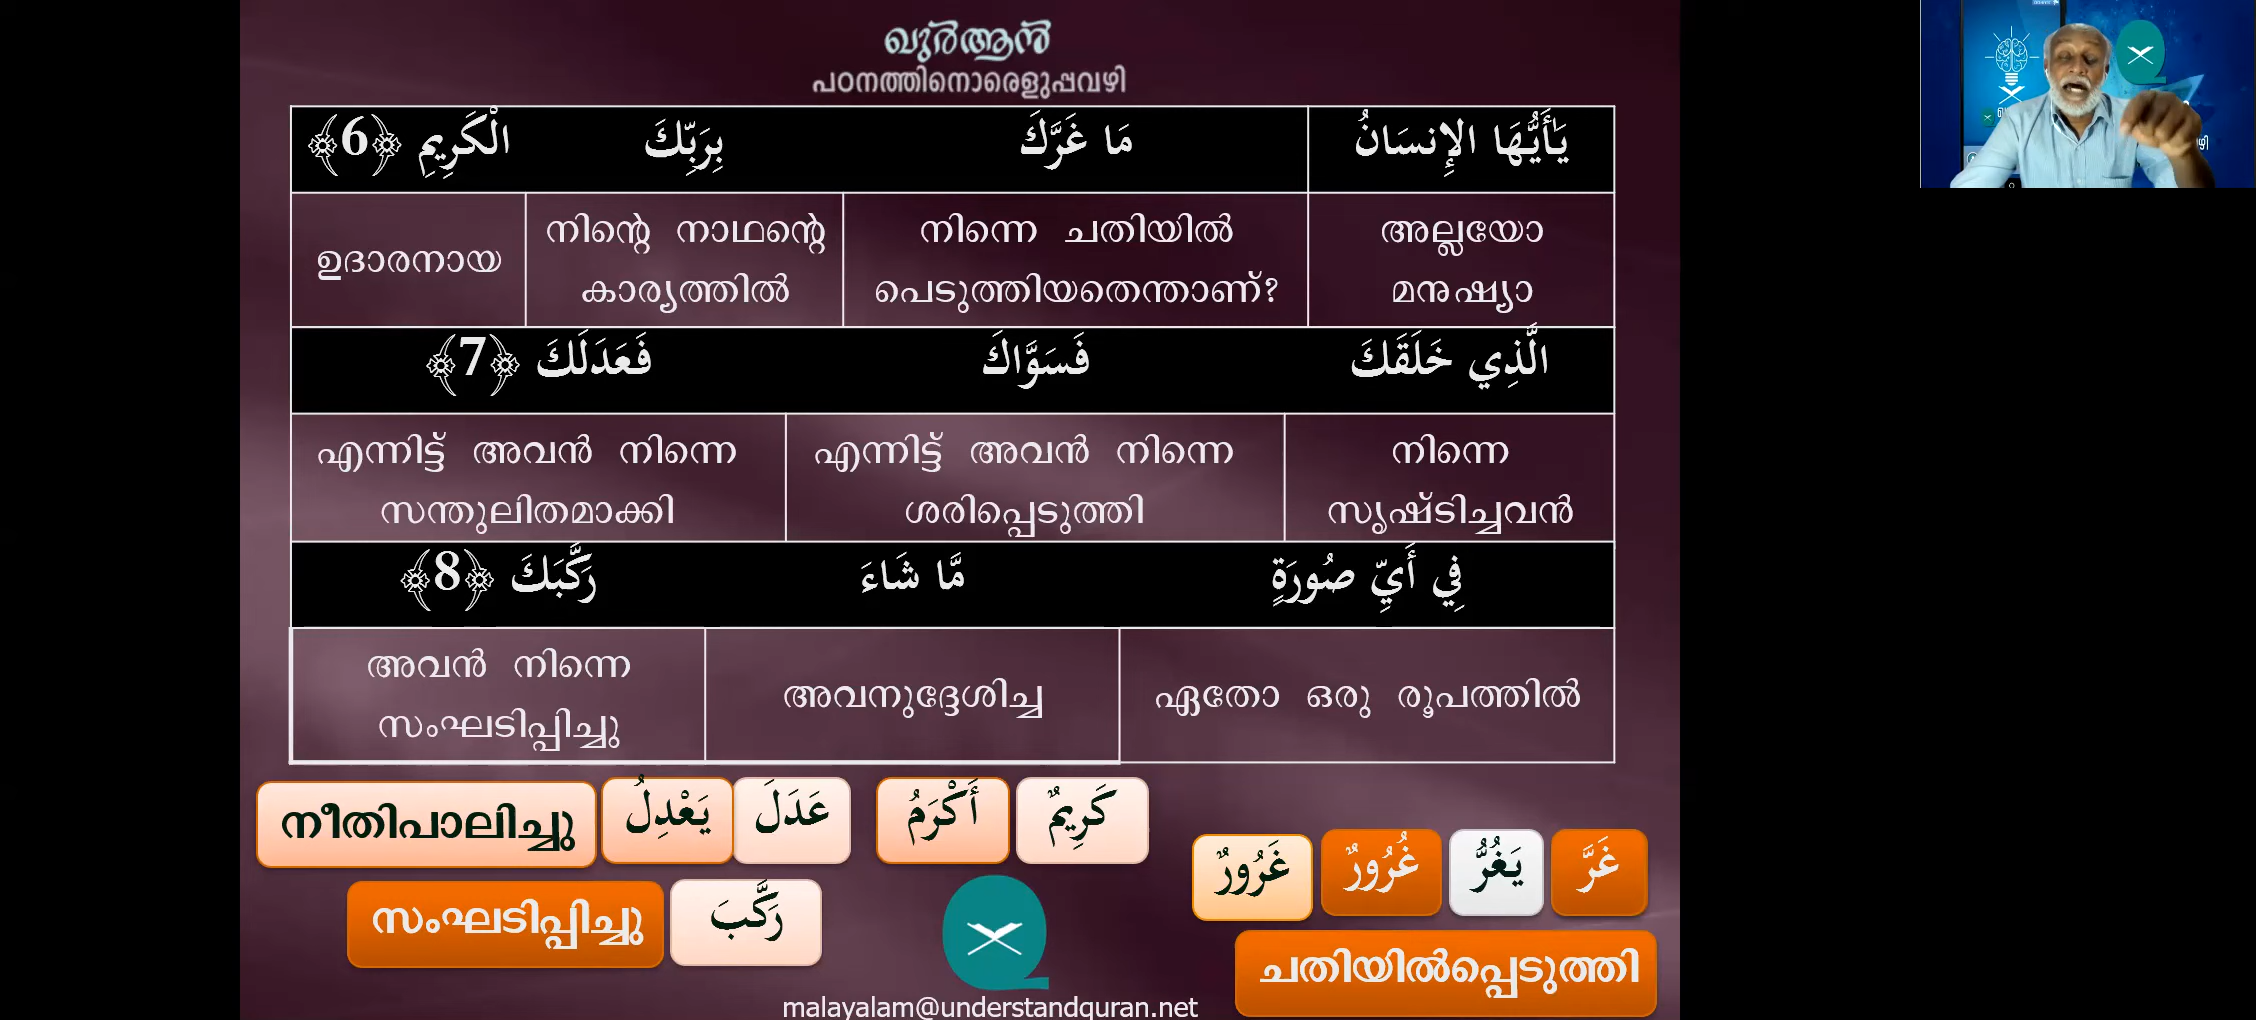 ഖുർആൻ
പഠനത്തിനൊരെളുപ്പവഴി
يَٰأَيُّهَا الإِنسَانُ مَا غَرَّكَ بِرَبِّكَ الْكَرِيمِ ﴿6﴾
അല്ലയോ മനുഷ്യാ
നിന്നെ ചതിയിൽ പെടുത്തിയതെന്താണ്?
നിന്റെ നാഥന്റെ കാര്യത്തിൽ
ഉദാരനായ
الَّذِي خَلَقَكَ فَسَوَّاكَ فَعَدَلَكَ ﴿7﴾
നിന്നെ സൃഷ്ടിച്ചവൻ
എന്നിട്ട് അവൻ നിന്നെ ശരിപ്പെടുത്തി
എന്നിട്ട് അവൻ നിന്നെ സന്തുലിതമാക്കി
فِي أَيِّ صُورَةٍ مَّا شَاءَ رَكَّبَكَ ﴿8﴾
ഏതോ ഒരു രൂപത്തിൽ
അവനുദ്ദേശിച്ച
അവൻ നിന്നെ സംഘടിപ്പിച്ചു
غَرَّ يَغُرُّ غُرُورٌ غَرُورٌ
ചതിയിൽപ്പെടുത്തി
كَرِيمٌ أَكْرَمُ
عَدَلَ يَعْدِلُ നീതിപാലിച്ചു
رَكَّبَ സംഘടിപ്പിച്ചു
malayalam@understandquran.net